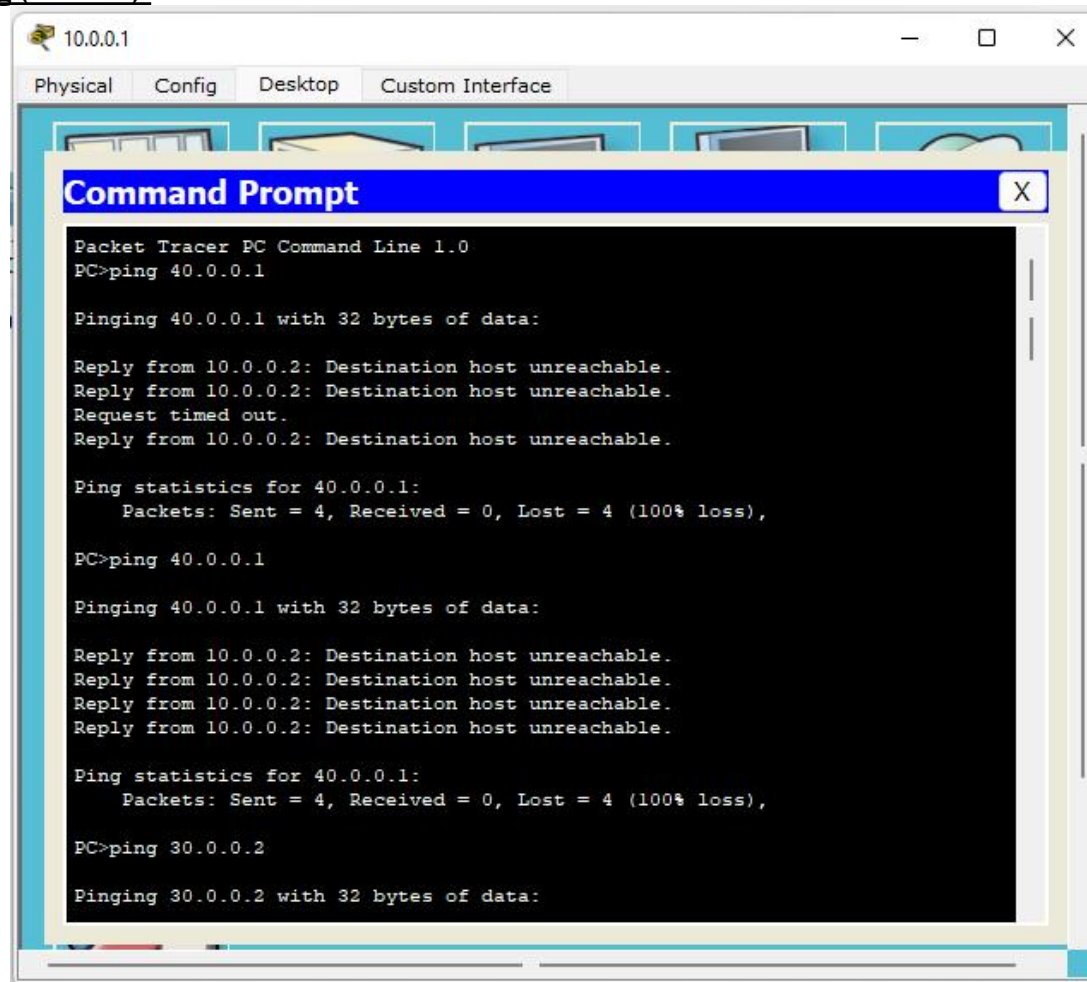 10.0.0.1
Physical Config Desktop Custom Interface
Command Prompt X
Packet Tracer PC Command Line 1.0
PC>ping 40.0.0.1
Pinging 40.0.0.1 with 32 bytes of data:
Reply from 10.0.0.2: Destination host unreachable.
Reply from 10.0.0.2: Destination host unreachable.
Request timed out.
Reply from 10.0.0.2: Destination host unreachable.
Ping statistics for 40.0.0.1:
Packets: Sent = 4, Received = 0, Lost = 4 (100% loss),
PC>ping 40.0.0.1
Pinging 40.0.0.1 with 32 bytes of data:
Reply from 10.0.0.2: Destination host unreachable.
Reply from 10.0.0.2: Destination host unreachable.
Reply from 10.0.0.2: Destination host unreachable.
Reply from 10.0.0.2: Destination host unreachable.
Ping statistics for 40.0.0.1:
Packets: Sent = 4, Received = 0, Lost = 4 (100% loss),
PC>ping 30.0.0.2
Pinging 30.0.0.2 with 32 bytes of data: